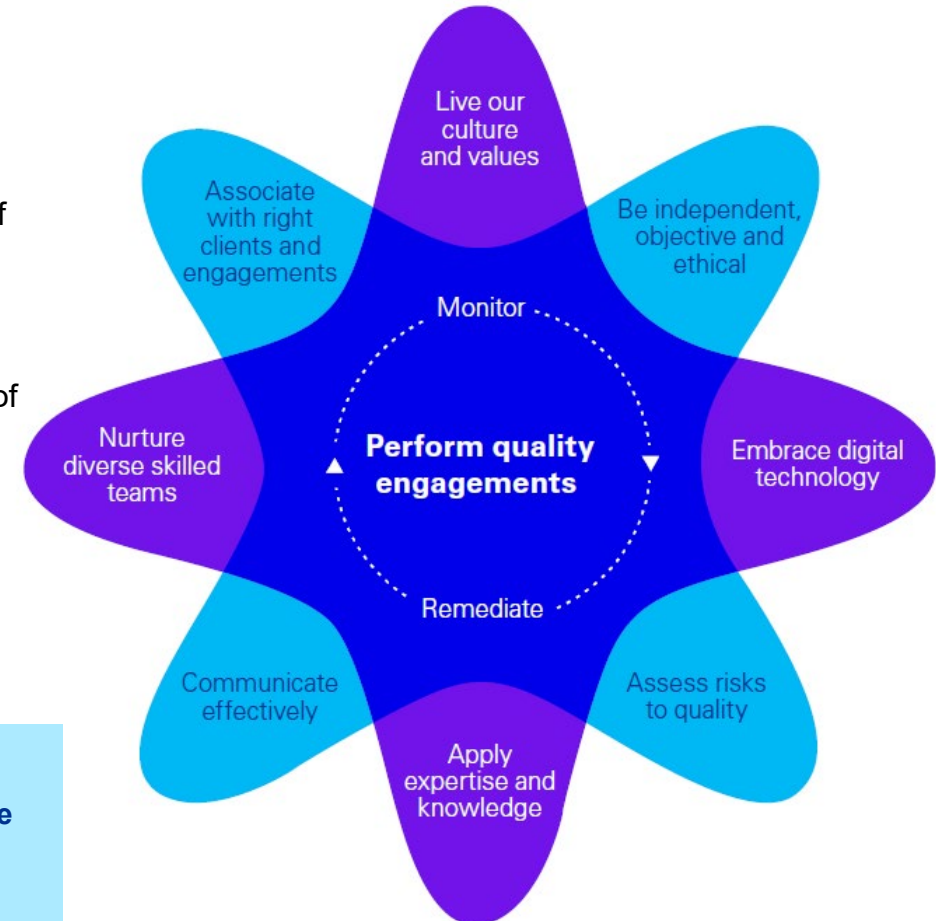 f
of
e
Live our
culture
and values
Be independent,
objective and
ethical
Embrace digital
technology
Assess risks
to quality
Apply
expertise and
knowledge
Communicate
effectively
Nurture
diverse skilled
teams
Associate
with right
clients and
engagements
Monitor
Perform quality
engagements
Remediate